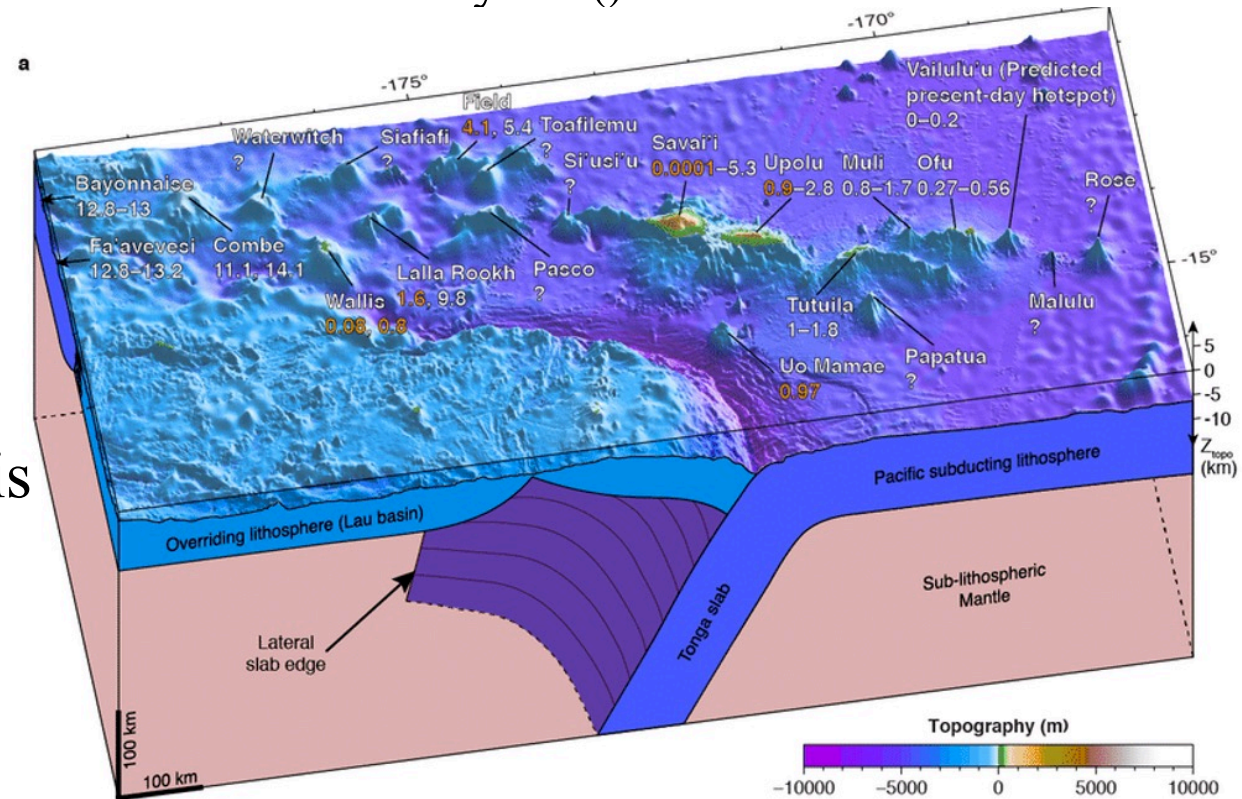 a
-170°
-175°
Vailulu'u (Predicted
present-day hotspot)
0–0.2
Field
4.1, 5.4
Waterwitch
?
Siafiafi
?
Toafilemu
?
Si'usi'u
?
Savai'i
0.0001–5.3
Upolu
0.9–2.8
Muli
0.8–1.7
Ofu
0.27–0.56
Rose
?
Bayonnaise
12.8–13
Fa'avevesi
12.8–13.2
Combe
11.1, 14.1
Lalla Rookh
1.6, 9.8
Pasco
?
Wallis
0.08, 0.8
-15°
Tutuila
1–1.8
Malulu
?
Papatua
?
Uo Mamae
0.97
5
0
-5
-10
Z topo
(km)
is
Pacific subducting lithosphere
Overriding lithosphere (Lau basin)
Sub-lithospheric
Mantle
Tonga slab
Lateral
slab edge
100 km
100 km
Topography (m)
−10000 −5000 0 5000 10000